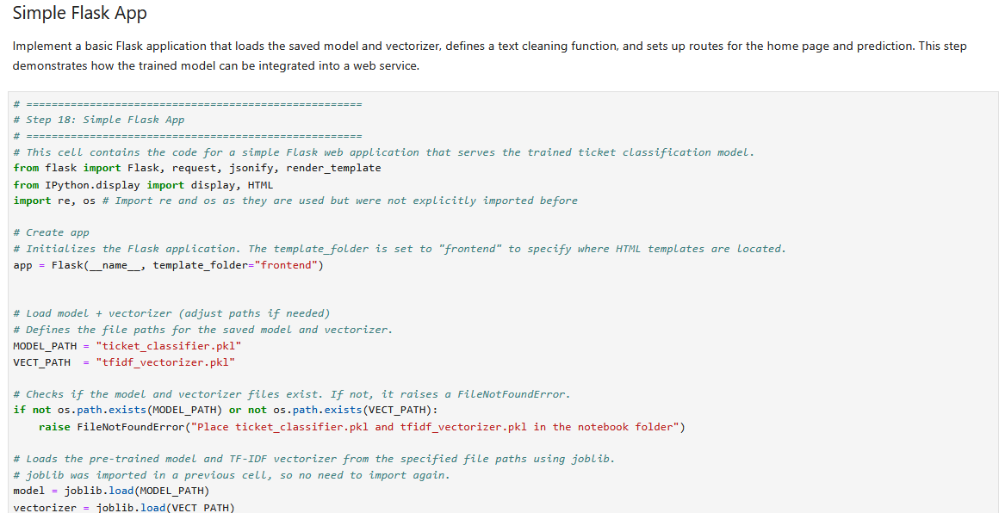 Simple Flask App
Implement a basic Flask application that loads the saved model and vectorizer, defines a text cleaning function, and sets up routes for the home page and prediction. This step
demonstrates how the trained model can be integrated into a web service.
# =====================================================
# Step 18: Simple Flask App
# =====================================================
# This cell contains the code for a simple Flask web application that serves the trained ticket classification model.
from flask import Flask, request, jsonify, render_template
from IPython.display import display, HTML
import re, os # Import re and os as they are used but were not explicitly imported before
# Create app
# Initializes the Flask application. The template_folder is set to "frontend" to specify where HTML templates are located.
app = Flask(__name__, template_folder="frontend")
# Load model + vectorizer (adjust paths if needed)
# Defines the file paths for the saved model and vectorizer.
MODEL_PATH = "ticket_classifier.pkl"
VECT_PATH  = "tfidf_vectorizer.pkl"
# Checks if the model and vectorizer files exist. If not, it raises a FileNotFoundError.
if not os.path.exists(MODEL_PATH) or not os.path.exists(VECT_PATH):
    raise FileNotFoundError("Place ticket_classifier.pkl and tfidf_vectorizer.pkl in the notebook folder")
# Loads the pre-trained model and TF-IDF vectorizer from the specified file paths using joblib.
# joblib was imported in a previous cell, so no need to import again.
model = joblib.load(MODEL_PATH)
vectorizer = joblib.load(VECT_PATH)